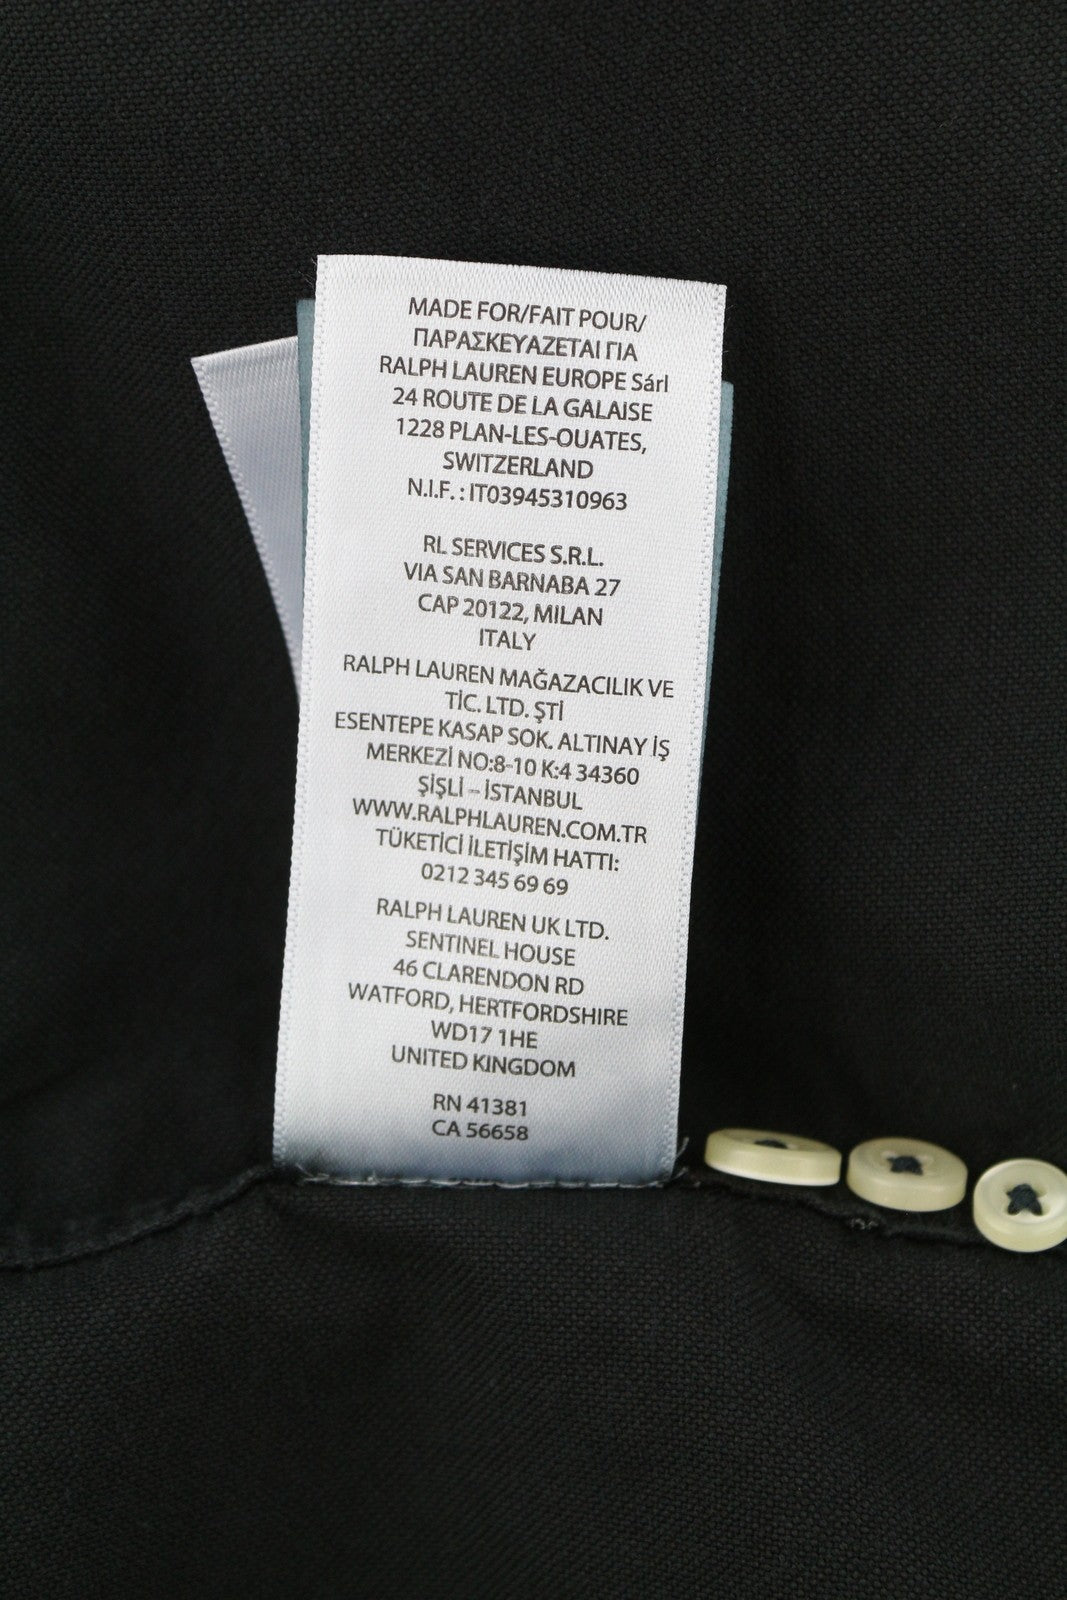 MADE FOR/FAIT POUR/
ΠΑΡΑΣΚΕΥΑΖΕΤΑΙ ΓΙΑ
RALPH LAUREN EUROPE Sárl
24 ROUTE DE LA GALAISE
1228 PLAN-LES-OUATES,
SWITZERLAND
N.I.F. : IT03945310963
RL SERVICES S.R.L.
VIA SAN BARNABA 27
CAP 20122, MILAN
ITALY
RALPH LAUREN MAĞAZACILIK VE
TİC. LTD. ŞTİ
ESENTEPE KASAP SOK. ALTINAY İŞ
MERKEZİ NO:8-10 K:4 34360
ŞİŞLİ – İSTANBUL
WWW.RALPHLAUREN.COM.TR
TÜKETİCİ İLETİŞİM HATTI:
0212 345 69 69
RALPH LAUREN UK LTD.
SENTINEL HOUSE
46 CLARENDON RD
WATFORD, HERTFORDSHIRE
WD17 1HE
UNITED KINGDOM
RN 41381
CA 56658